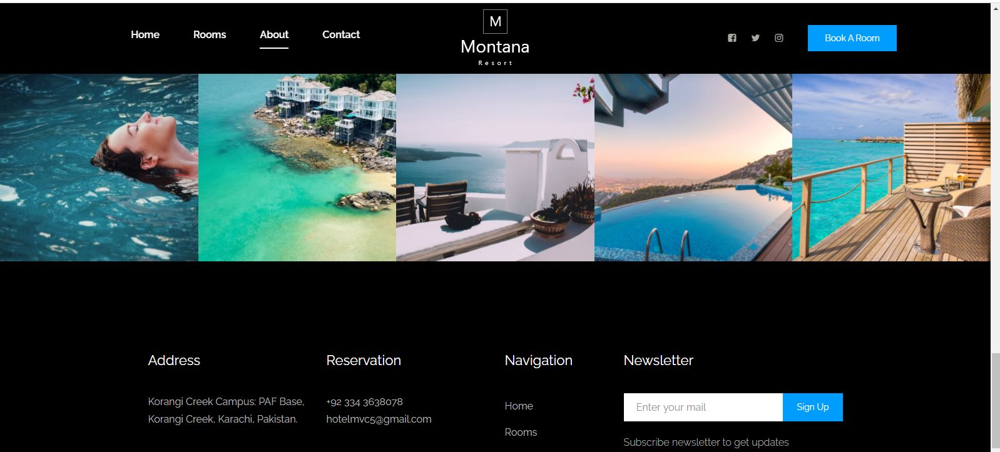 Home Rooms About Contact
M
Montana
Resort
Book A Room
Address
Korangi Creek Campus: PAF Base,
Korangi Creek, Karachi, Pakistan.
Reservation
+92 334 3638078
hotelmvc5@gmail.com
Navigation
Home
Rooms
Newsletter
Enter your mail
Sign Up
Subscribe newsletter to get updates